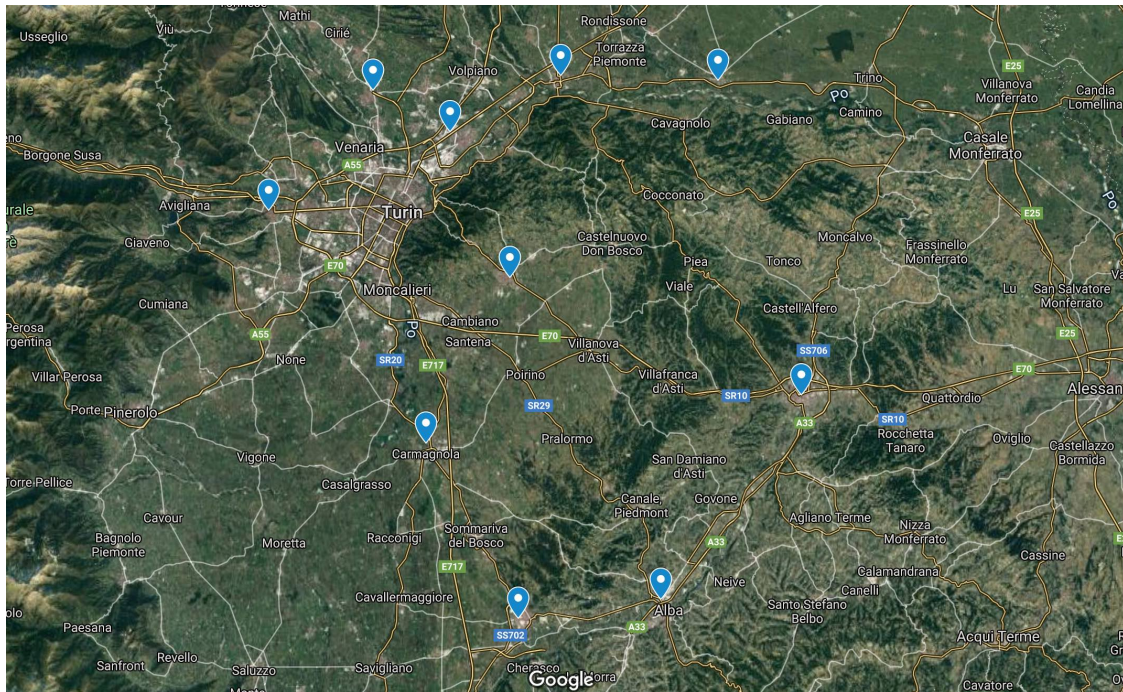 Mathi
Rondissone
Usseglio
Viù
Cirié
Torrazza
Piemonte
Volpiano
E25
Villanova
Monferrato
Trino
Candia
Lomellina
Po
Cavagnolo
Gabiano
Camino
Casale
Monferrato
Venaria
Borgone Susa
A55
Po
Avigliana
Cocconato
Turin
E25
Giaveno
Castelnuovo
Don Bosco
Moncalvo
Frassinello
Monferrato
Piea
Tonco
E70
Moncalieri
Viale
Lu
San Salvatore
Monferrato
Cumiana
Castell'Alfero
Cambiano
Po
Perosa
Argentina
A55
Santena
E70
Villanova
d'Asti
E25
None
SR20
SS706
E717
Villar Perosa
Poirino
Villafranca
d'Asti
E70
SR10
Quattordio
Porte
Pinerolo
SR29
SR10
Pralormo
Rocchetta
Tanaro
Oviglio
Castellazzo
Bormida
Carmagnola
Vigone
San Damiano
d'Asti
A33
Torre Pellice
Casalgrasso
Canale,
Piedmont
Govone
Cavour
Agliano Terme
Sommariva
del Bosco
Nizza
Monferrato
Bagnolo
Piemonte
Moretta
Racconigi
A33
Cassine
E717
Calamandrana
Neive
Canelli
Cavallermaggiore
Alba
Santo Stefano
Belbo
Paesana
SS702
A33
Acqui Terme
Sanfront
Revello
Saluzzo
Savigliano
Cherasco
Google
Cavatore